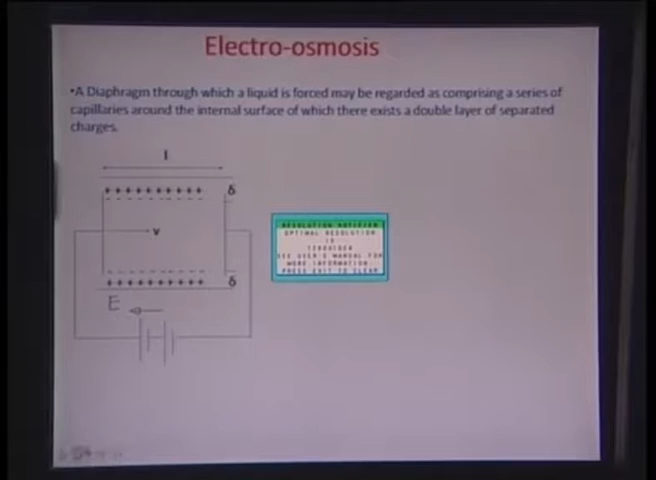 Electro-osmosis
•A Diaphragm through which a liquid is forced may be regarded as comprising a series of
capillaries around the internal surface of which there exists a double layer of separated
charges.
l
++++++++++ δ
v
++++++++++ δ
E
RESOLUTION NOTIFIER
OPTIMAL RESOLUTION
IS
SEE USER'S MANUAL FOR
MORE INFORMATION.
PRESS EXIT TO CLEAR